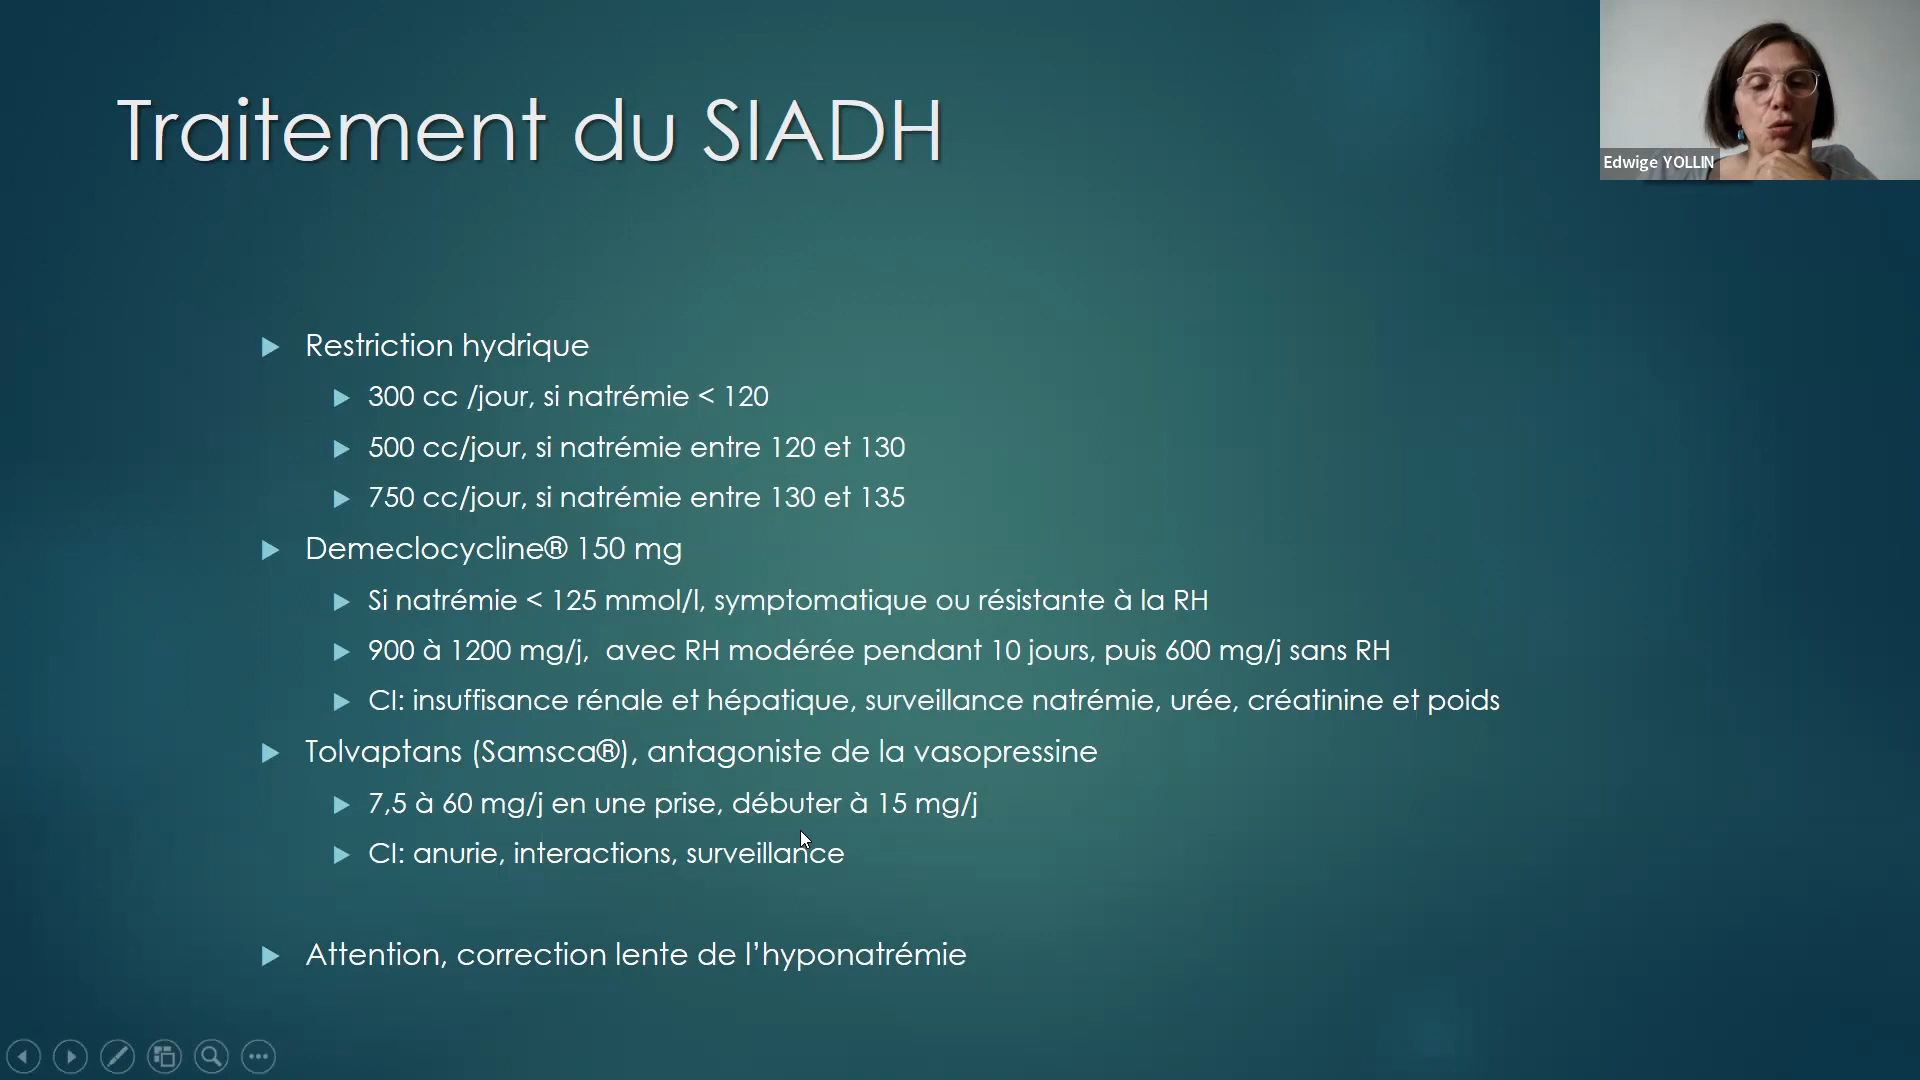 Traitement du SIADH
Edwige YOLLIN
Restriction hydrique
300 cc /jour, si natrémie < 120
500 cc/jour, si natrémie entre 120 et 130
750 cc/jour, si natrémie entre 130 et 135
Demeclocycline® 150 mg
Si natrémie < 125 mmol/l, symptomatique ou résistante à la RH
900 à 1200 mg/j,  avec RH modérée pendant 10 jours, puis 600 mg/j sans RH
CI: insuffisance rénale et hépatique, surveillance natrémie, urée, créatinine et poids
Tolvaptans (Samsca®), antagoniste de la vasopressine
7,5 à 60 mg/j en une prise, débuter à 15 mg/j
CI: anurie, interactions, surveillance
Attention, correction lente de l’hyponatrémie